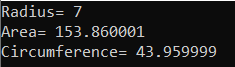 Radius= 7
Area= 153.860001
Circumference= 43.959999